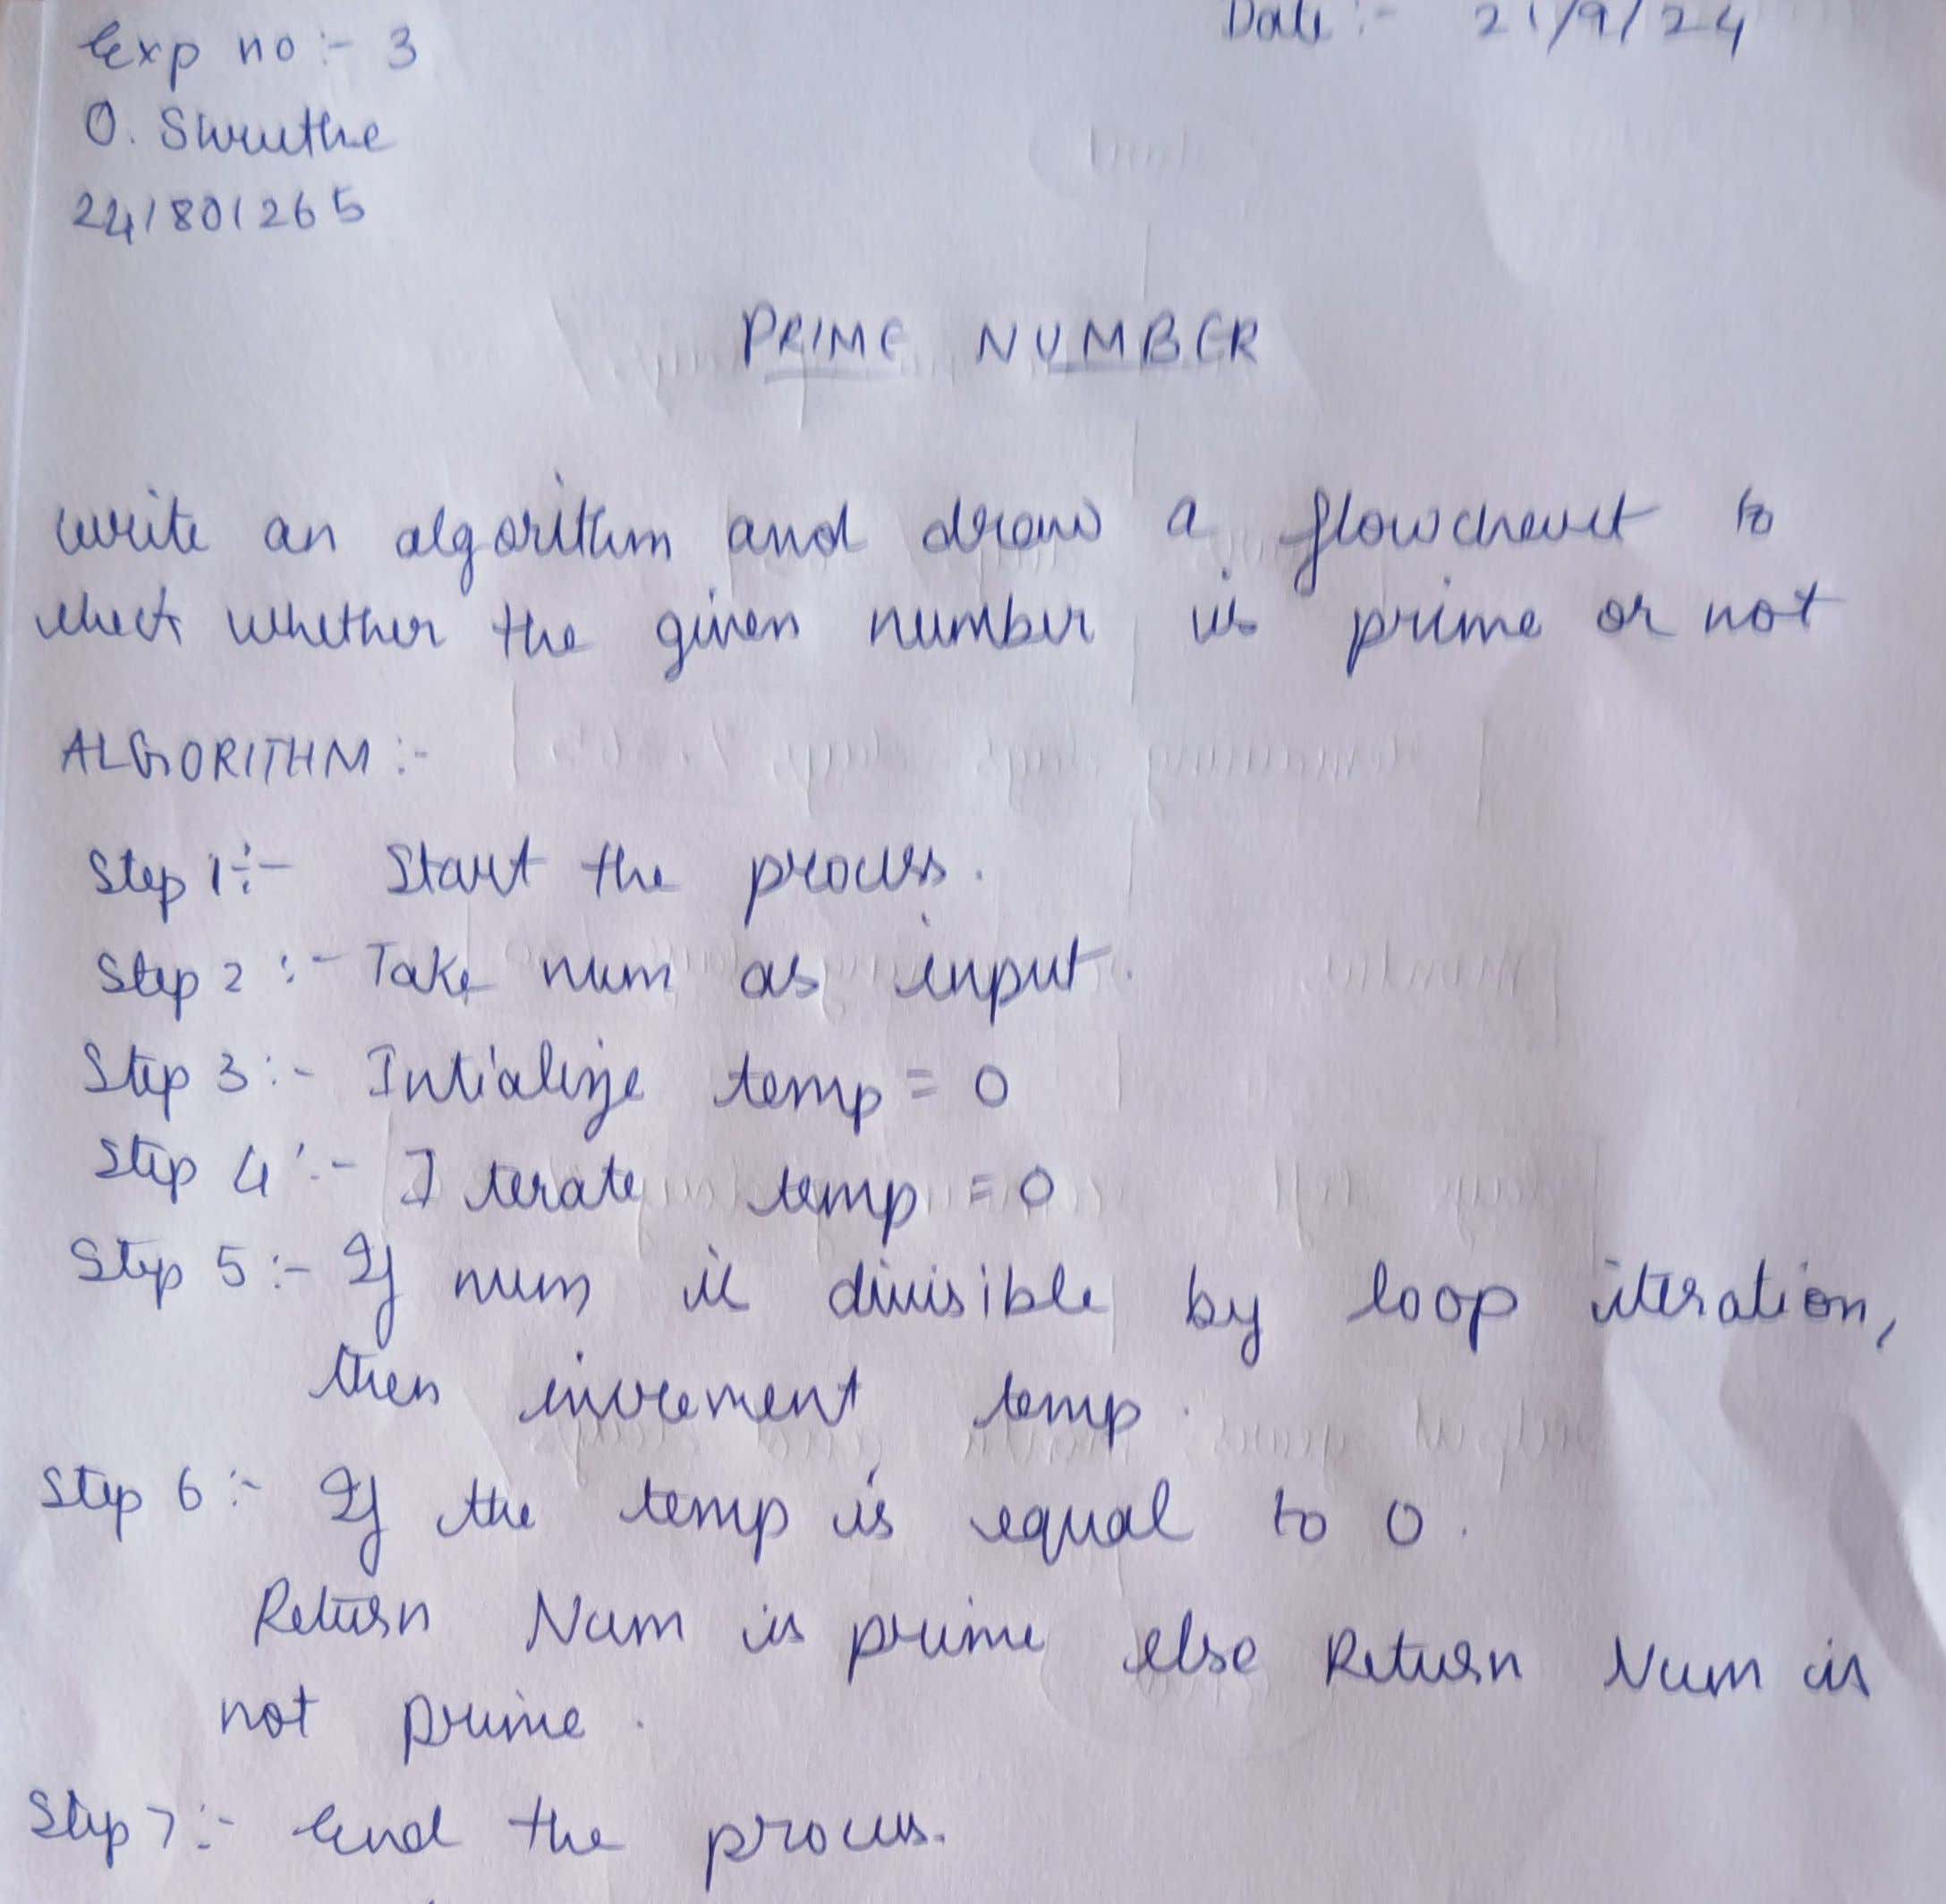 Exp no :- 3
Date :- 21/9/24
O. Shruthe
241801265
PRIME NUMBER
write an algorithm and draw a flowchart to
check whether the given number is prime or not
ALGORITHM :-
Step 1 :- Start the process.
Step 2 :- Take num as input.
Step 3 :- Intialize temp = 0
Step 4 :- Iterate temp = 0
Step 5 :- If num is divisible by loop iteration,
then increment temp.
Step 6 :- If the temp is equal to 0.
Return Num is prime else Return Num is
not prime.
Step 7 :- End the process.